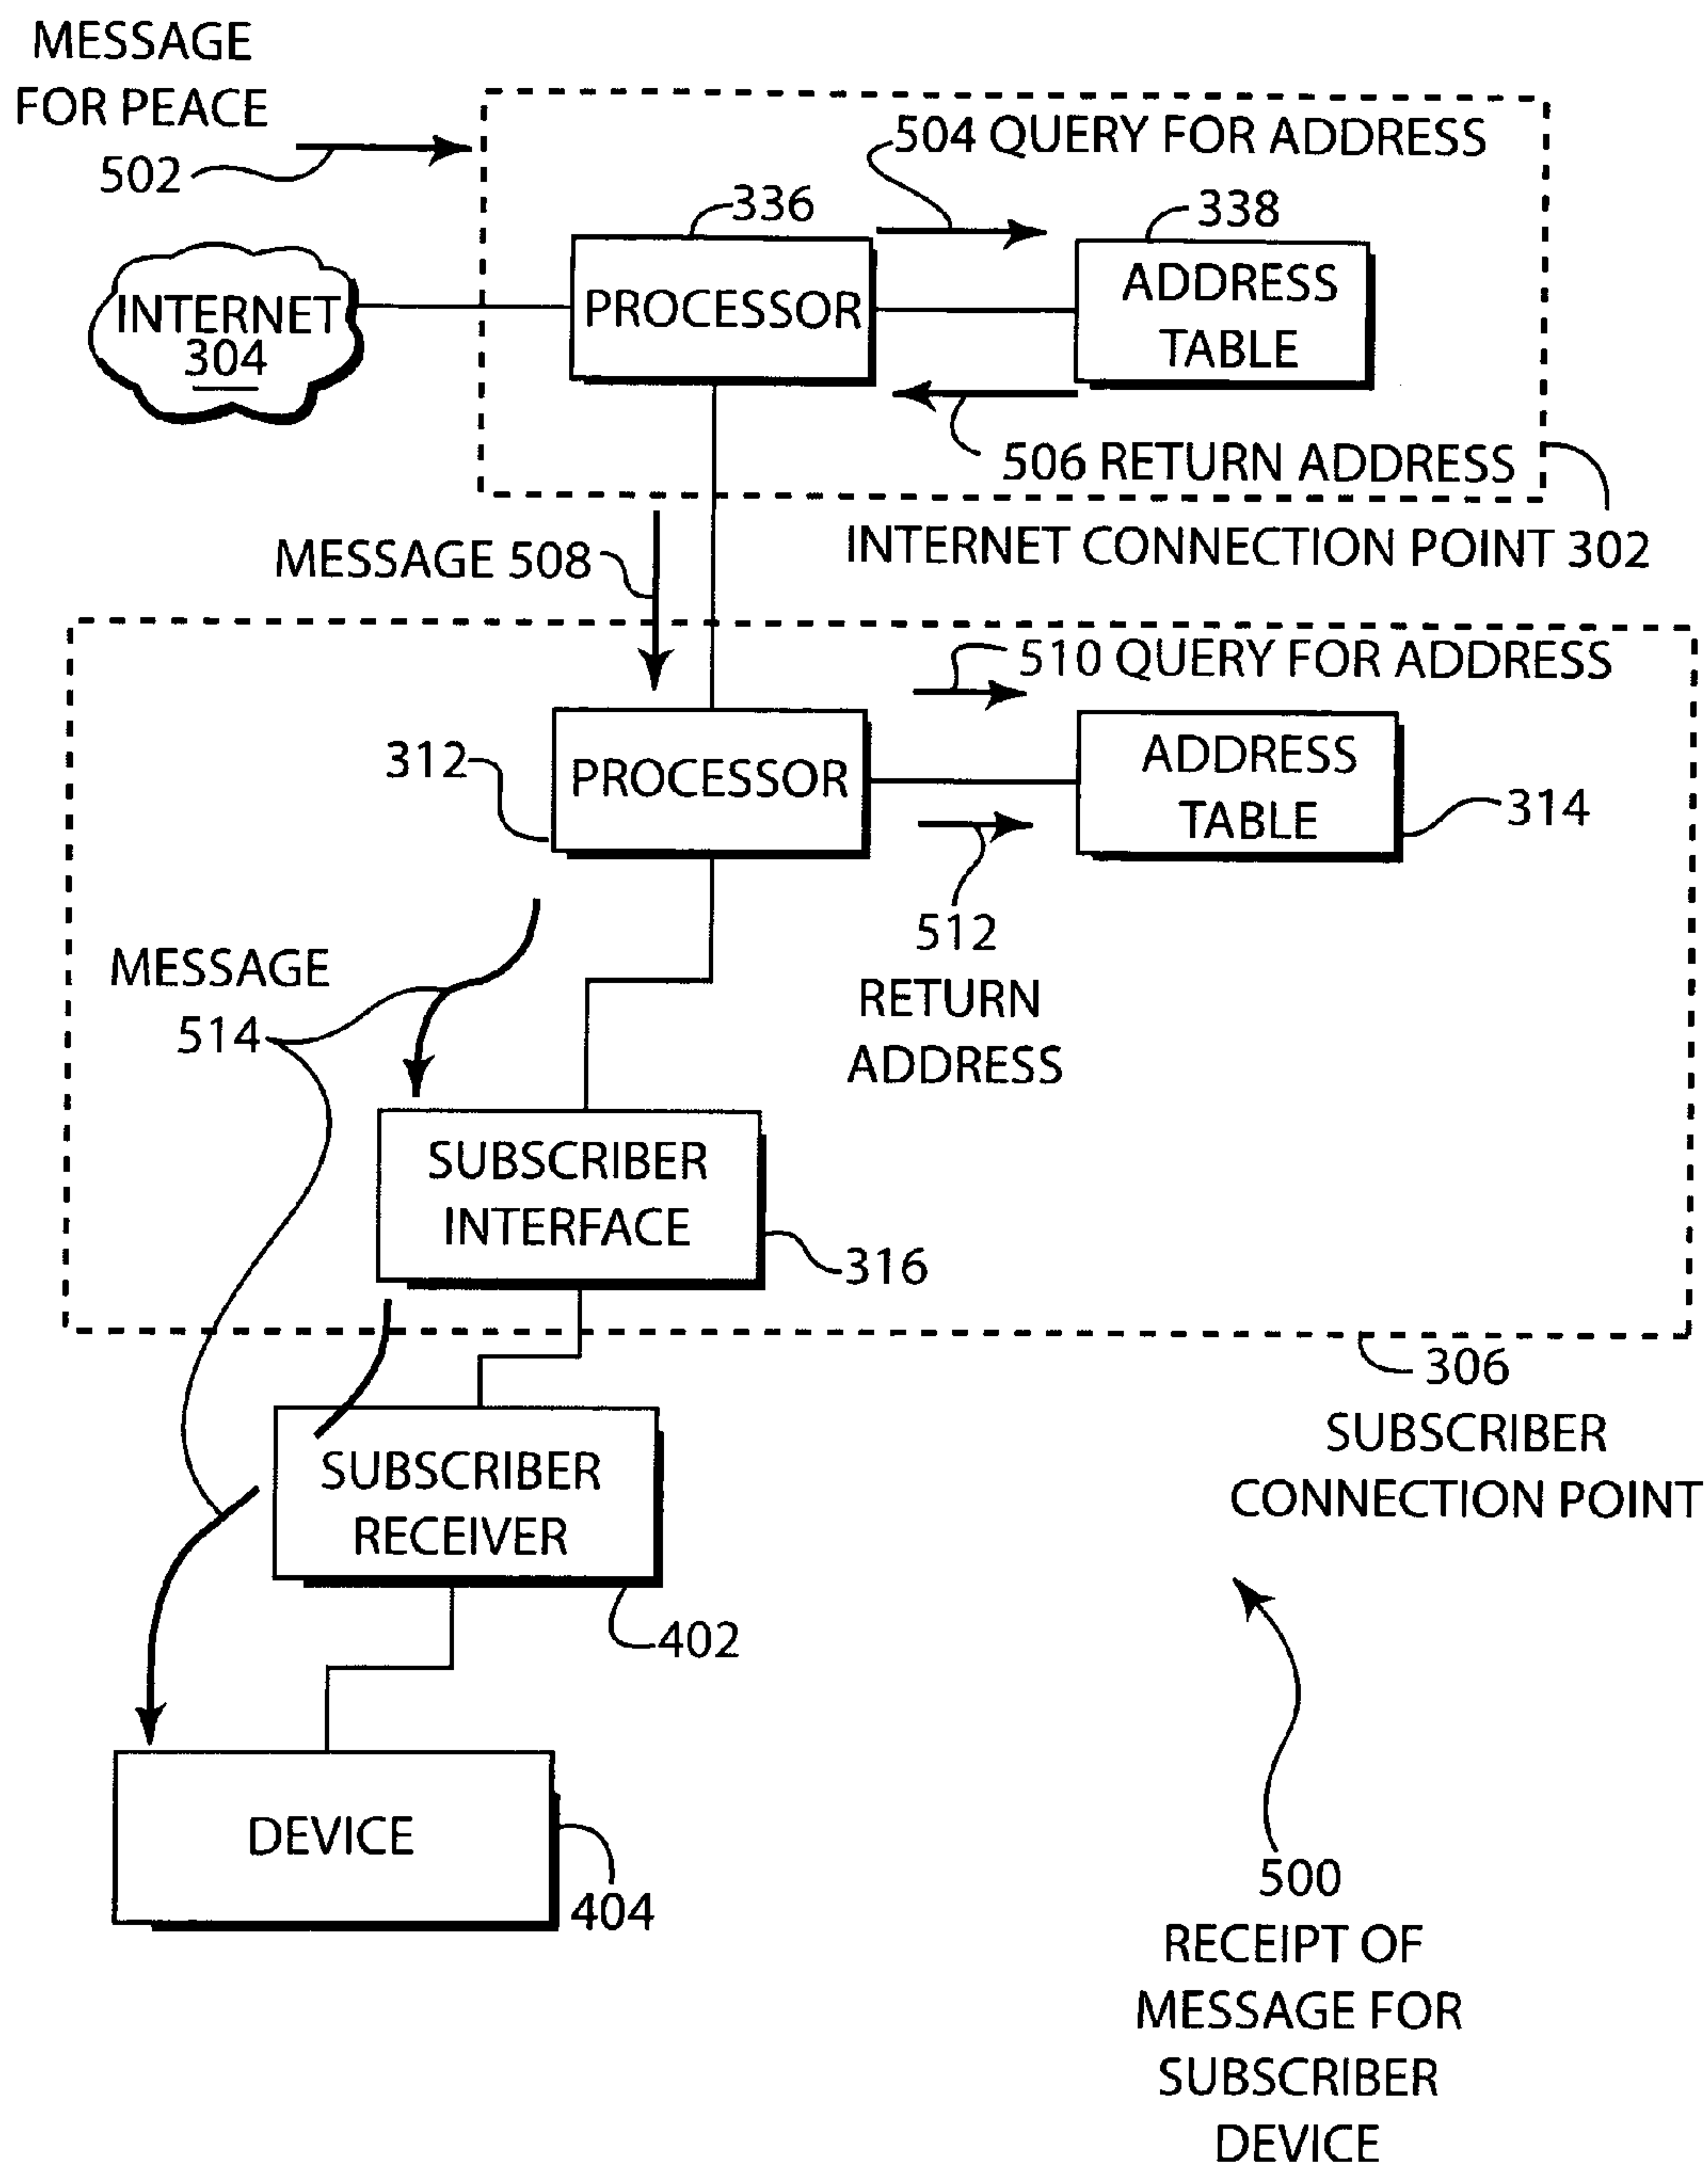 MESSAGE
FOR PEACE
502
504 QUERY FOR ADDRESS
336
338
INTERNET
304
PROCESSOR
ADDRESS
TABLE
506 RETURN ADDRESS
INTERNET CONNECTION POINT 302
MESSAGE 508
510 QUERY FOR ADDRESS
312
PROCESSOR
ADDRESS
TABLE
314
512
RETURN
ADDRESS
MESSAGE
514
SUBSCRIBER
INTERFACE
316
306
SUBSCRIBER
CONNECTION POINT
SUBSCRIBER
RECEIVER
402
DEVICE
404
500
RECEIPT OF
MESSAGE FOR
SUBSCRIBER
DEVICE